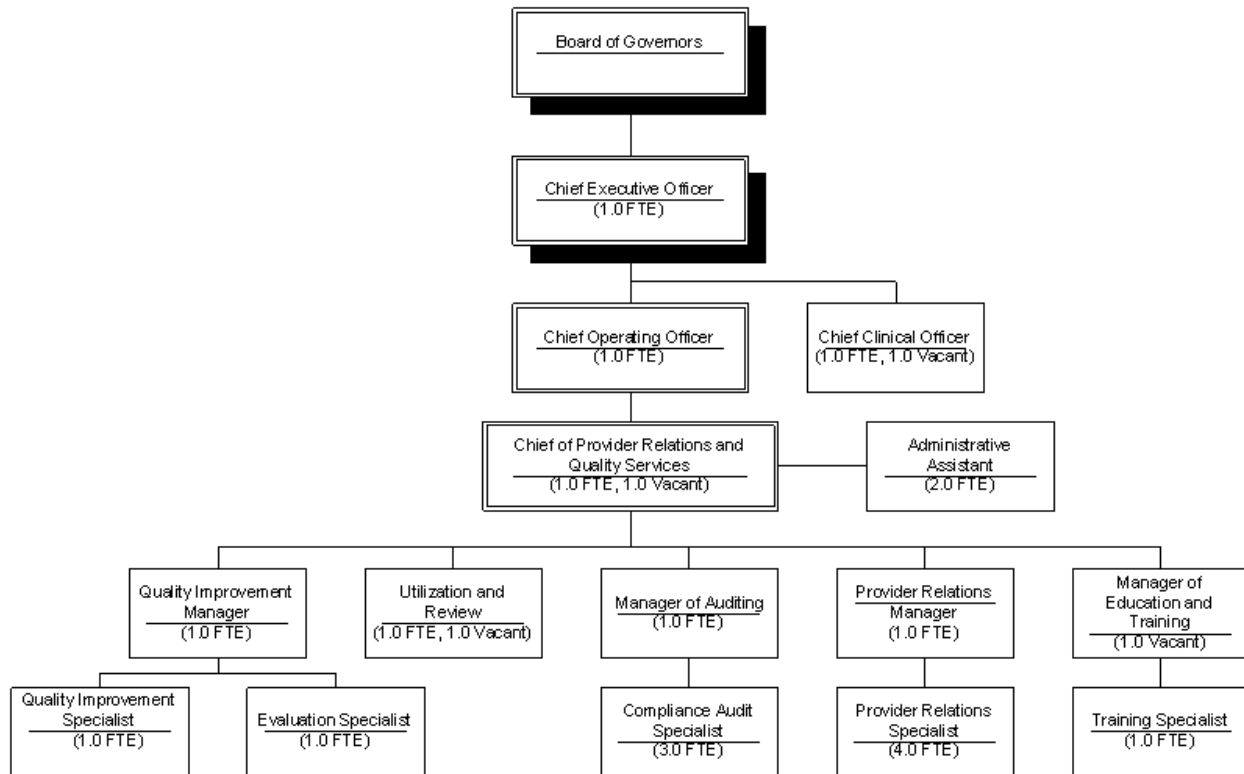 Board of Governors
Chief Executive Officer
(1.0 FTE)
Chief Operating Officer
(1.0 FTE)
Chief Clinical Officer
(1.0 FTE, 1.0 Vacant)
Chief of Provider Relations and
Quality Services
(1.0 FTE, 1.0 Vacant)
Administrative
Assistant
(2.0 FTE)
Quality Improvement
Manager
(1.0 FTE)
Utilization and
Review
(1.0 FTE, 1.0 Vacant)
Manager of Auditing
(1.0 FTE)
Provider Relations
Manager
(1.0 FTE)
Manager of
Education and
Training
(1.0 Vacant)
Quality Improvement
Specialist
(1.0 FTE)
Evaluation Specialist
(1.0 FTE)
Compliance Audit
Specialist
(3.0 FTE)
Provider Relations
Specialist
(4.0 FTE)
Training Specialist
(1.0 FTE)